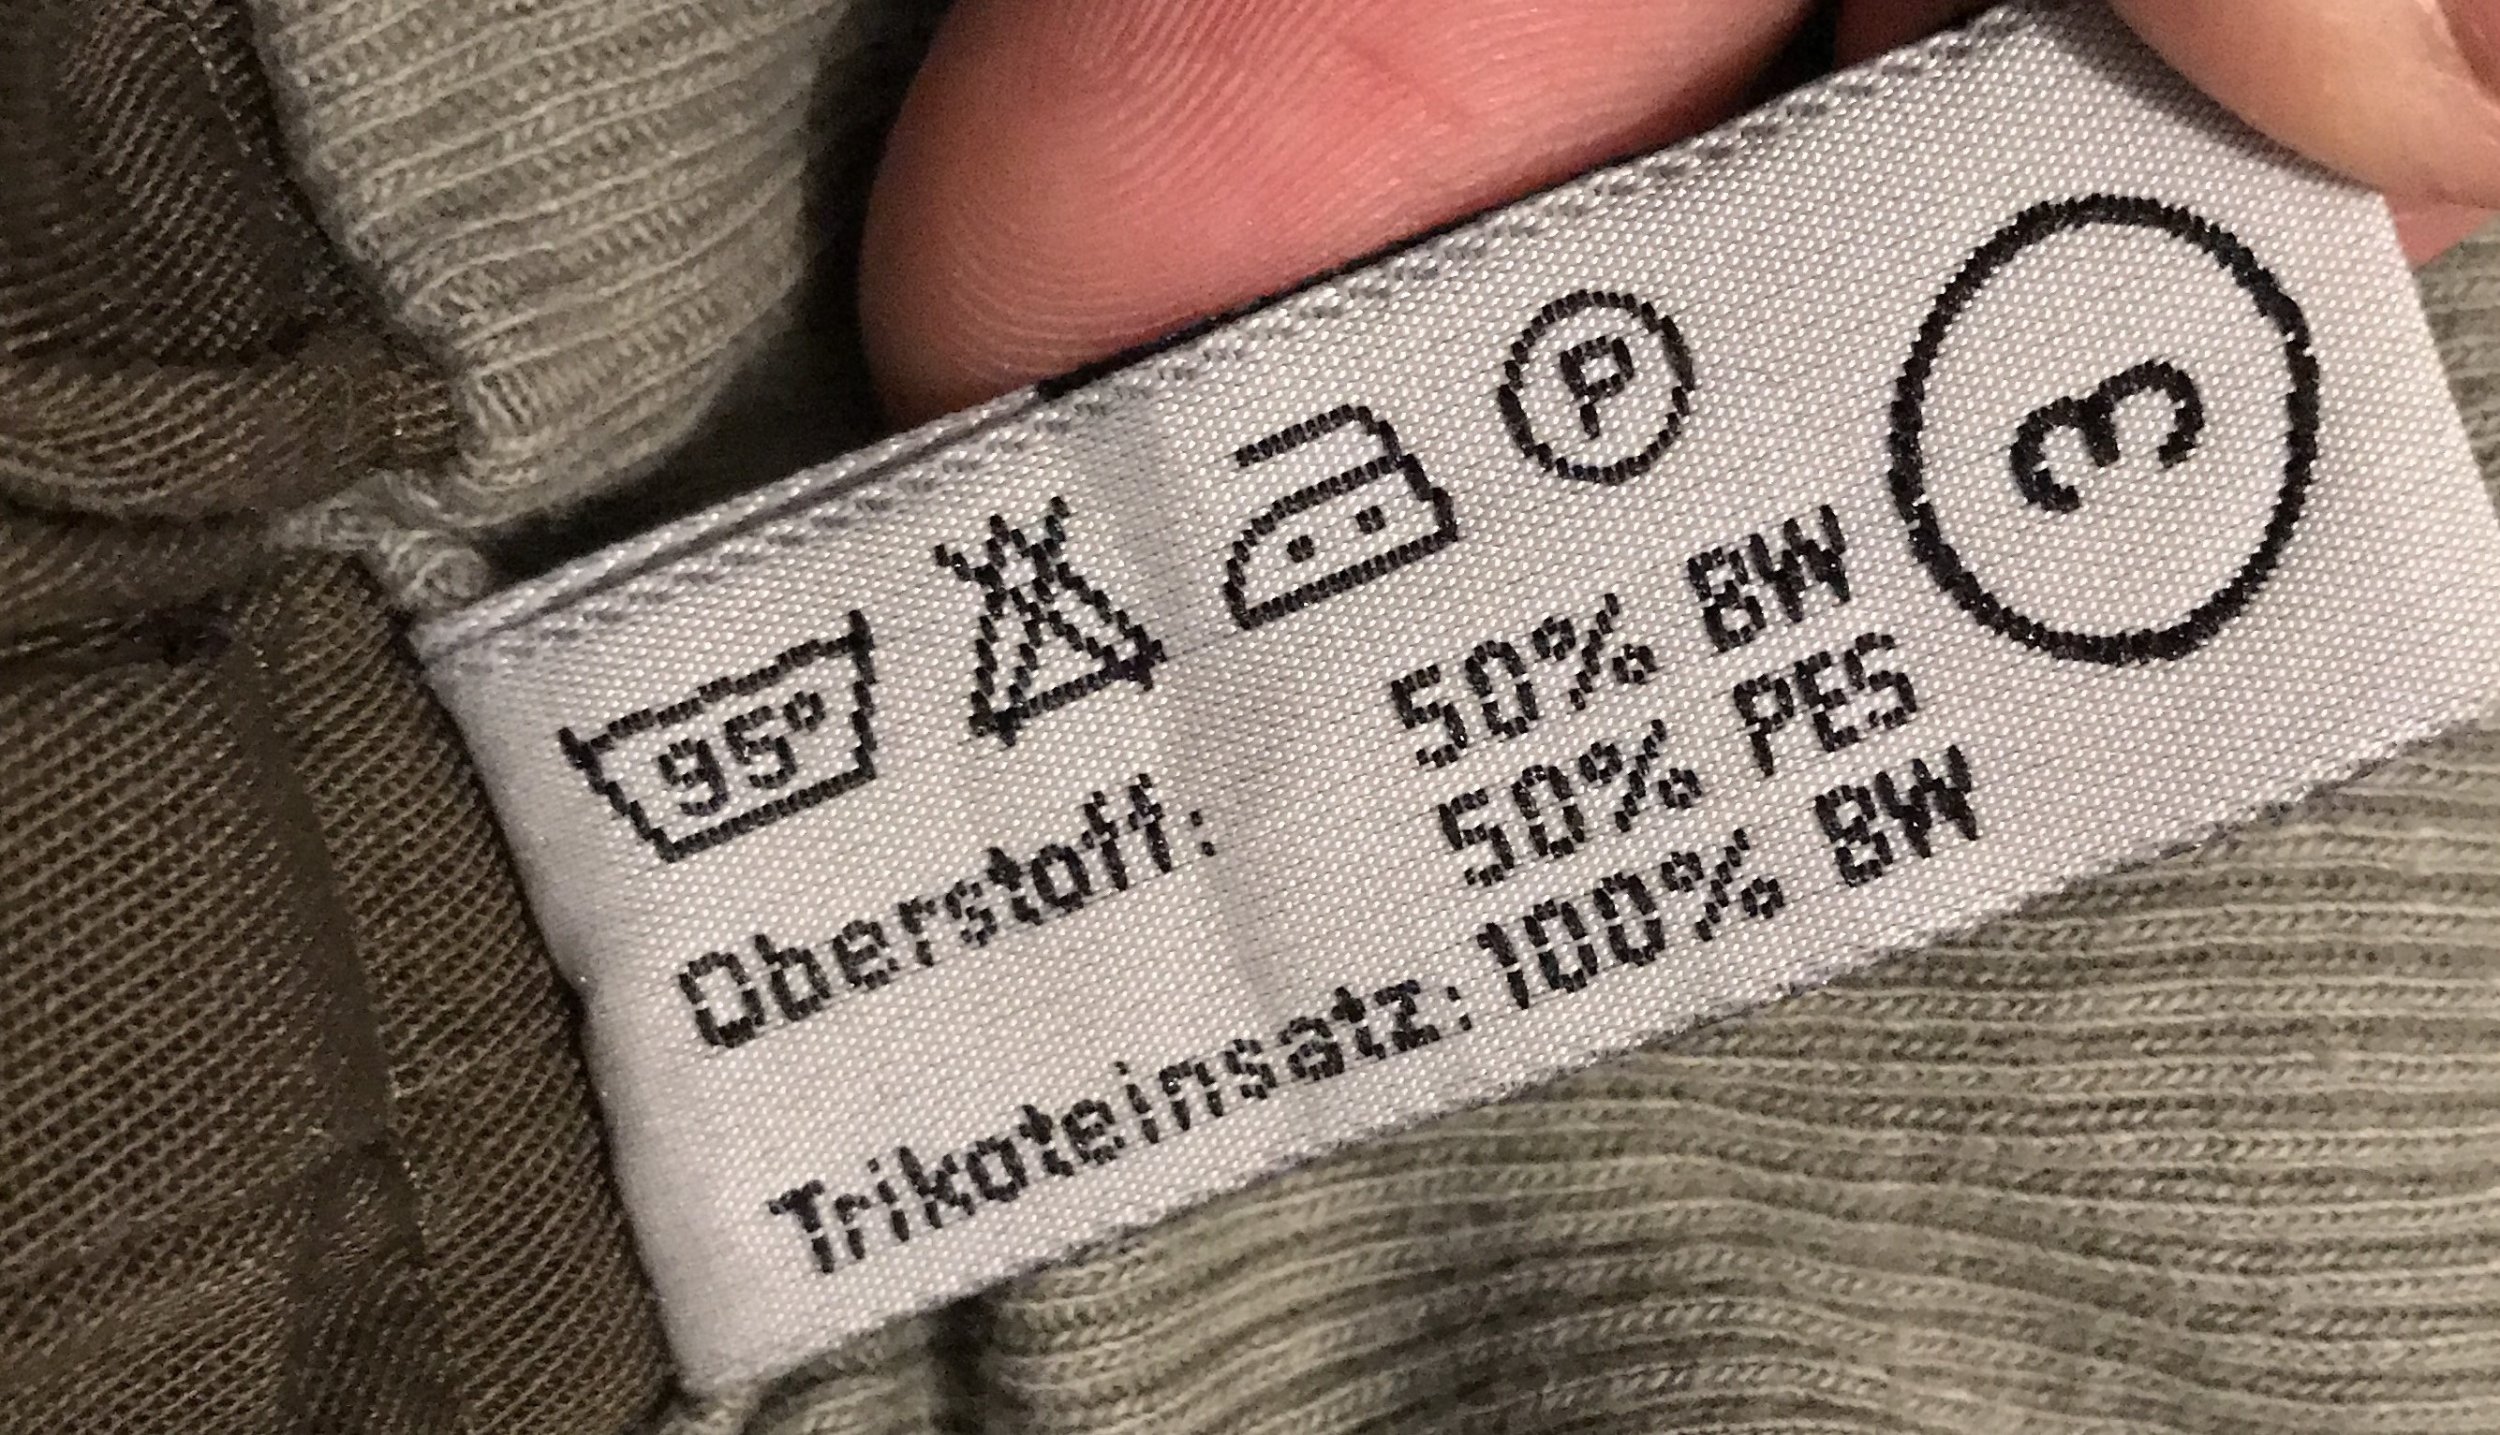 95° P
3
Oberstoff: 50% BW
50% PES
Trikoteinsatz: 100% BW